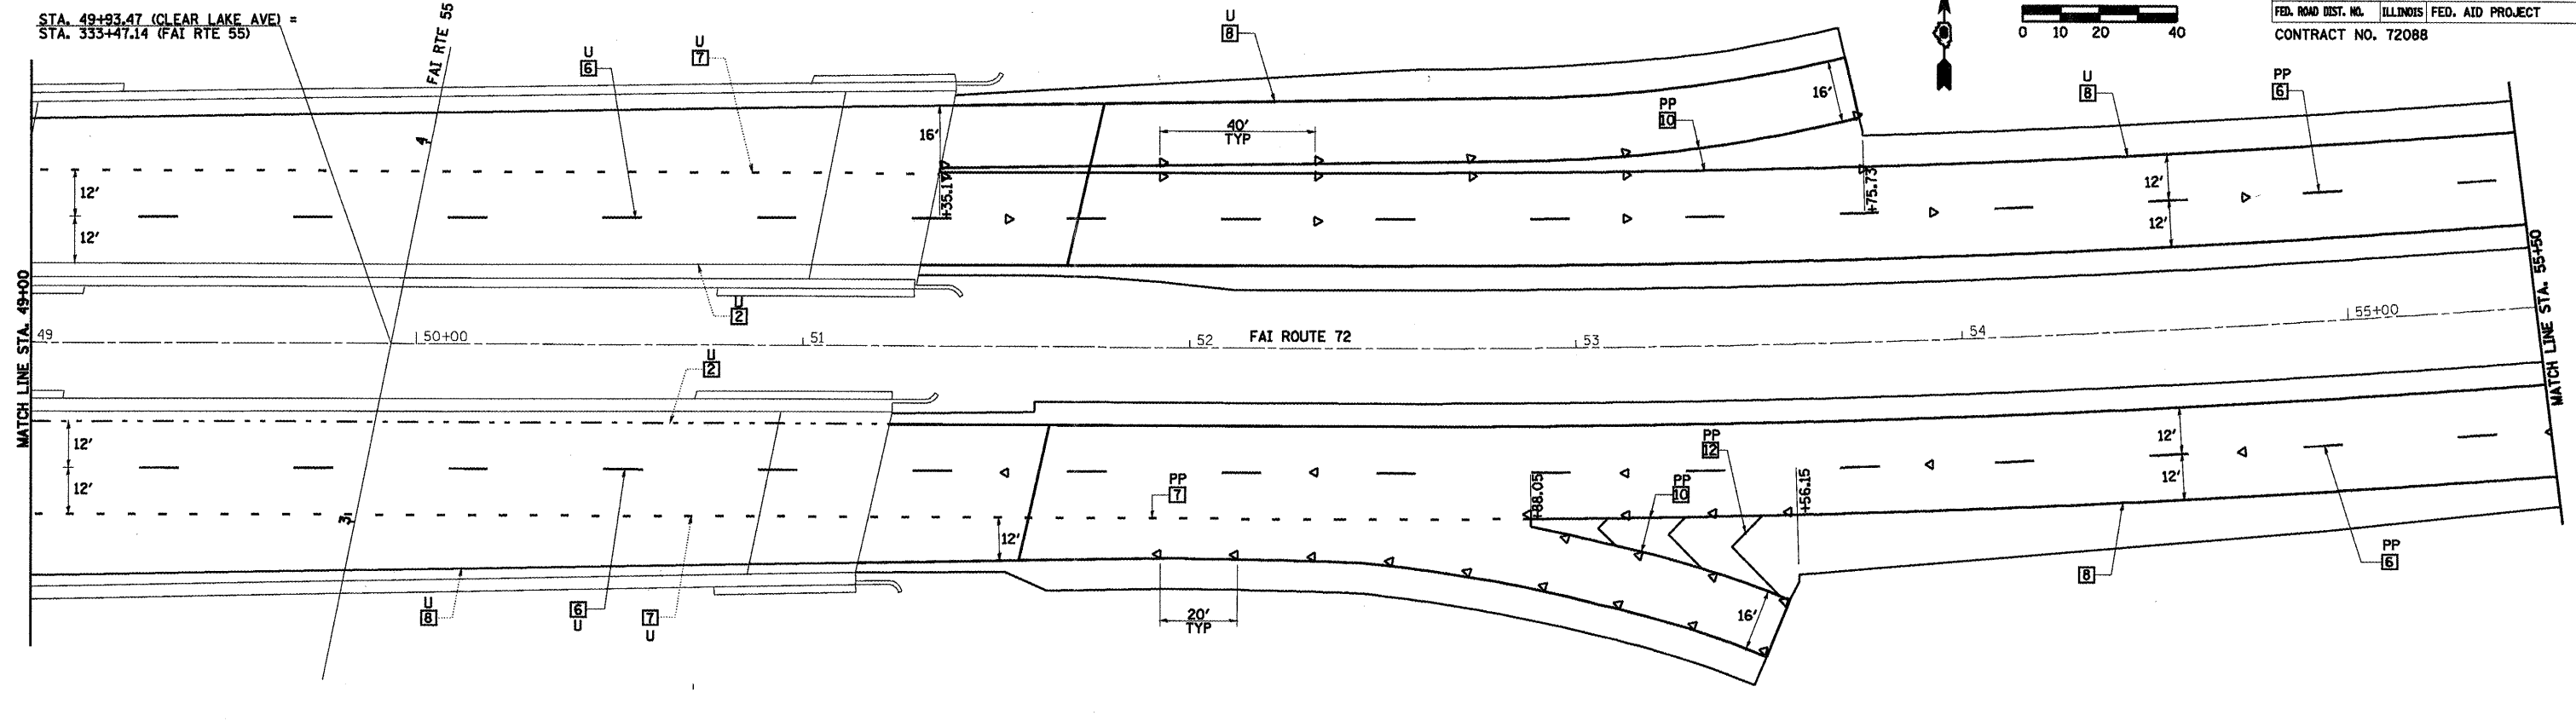 STA. 49+93.47 (CLEAR LAKE AVE) =
STA. 333+47.14 (FAI RTE 55)
FAI RTE 55
U
6
U
7
U
8
0 10 20 40
FED. ROAD DIST. NO. ILLINOIS FED. AID PROJECT
CONTRACT NO. 72088
PP
10
16'
U
8
PP
6
40'
TYP
16'
4
12'
12'
+35.17
+75.73
12'
12'
MATCH LINE STA. 49+00
MATCH LINE STA. 55+50
U
2
49
50+00
51
52
FAI ROUTE 72
53
54
55+00
U
2
12'
12'
3
PP
7
12'
+88.05
PP
12
PP
10
+56.15
12'
12'
U
8
6
U
7
U
20'
TYP
16'
8
PP
6